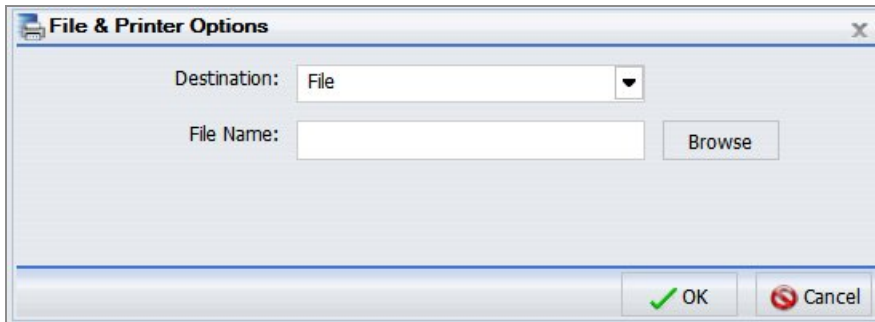 File & Printer Options
Destination: File
File Name:
Browse
OK
Cancel